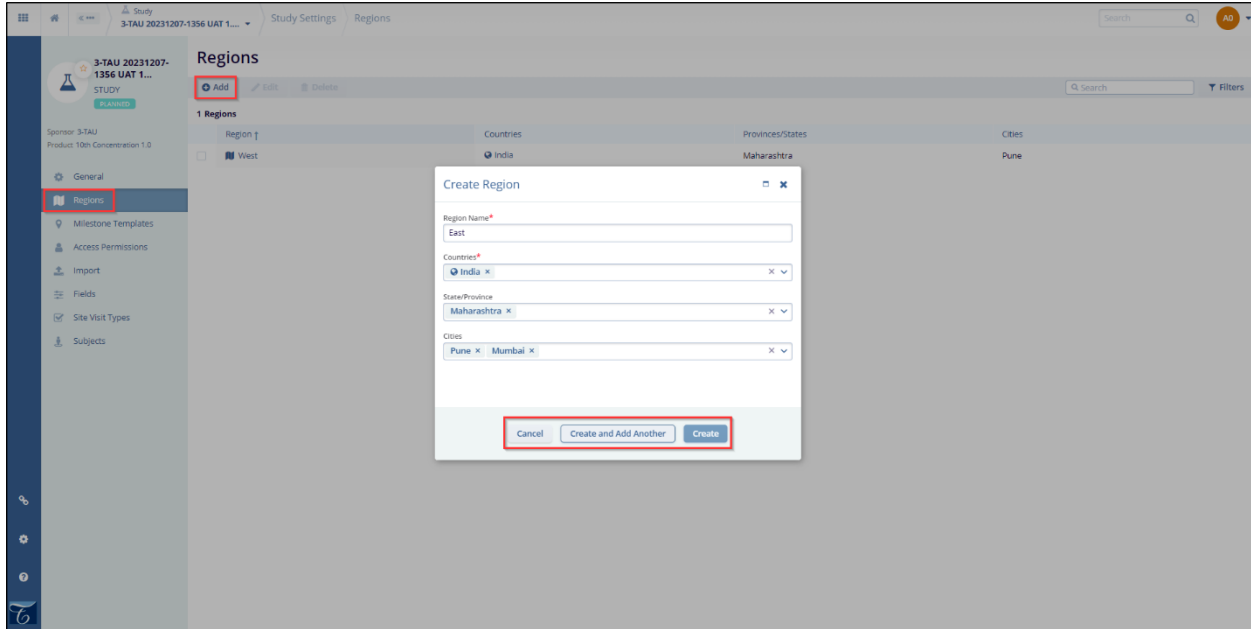 Study
3-TAU 20231207-1356 UAT 1....
Study Settings
Regions
Search
AO
3-TAU 20231207-
1356 UAT 1...
STUDY
PLANNED
Sponsor 3-TAU
Product 10th Concentration 1.0
General
Regions
Milestone Templates
Access Permissions
Import
Fields
Site Visit Types
Subjects
Regions
Add Edit Delete
Search
Filters
1 Regions
Region Countries Provinces/States Cities
West India Maharashtra Pune
Create Region
Region Name*
East
Countries*
India ×
State/Province
Maharashtra ×
Cities
Pune × Mumbai ×
Cancel Create and Add Another Create